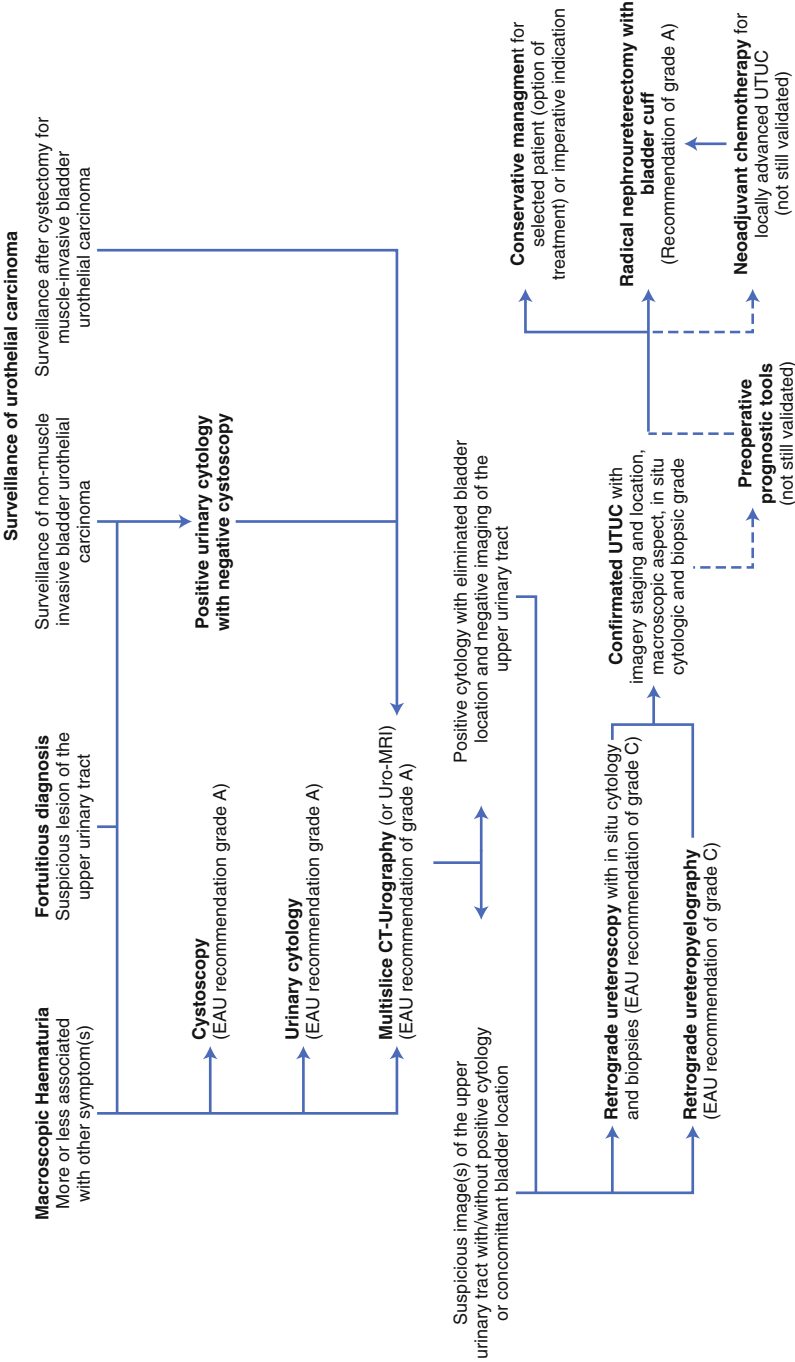 Surveillance of urothelial carcinoma
Macroscopic Haematuria
More or less associated
with other symptom(s)
Fortuitious diagnosis
Suspicious lesion of the
upper urinary tract
Surveillance of non-muscle
invasive bladder urothelial
carcinoma
Surveillance after cystectomy for
muscle-invasive bladder
urothelial carcinoma
Cystoscopy
(EAU recommendation grade A)
Positive urinary cytology
with negative cystoscopy
Urinary cytology
(EAU recommendation grade A)
Multislice CT-Urography (or Uro-MRI)
(EAU recommendation of grade A)
Suspicious image(s) of the upper
urinary tract with/without positive cytology
or concomittant bladder location
Positive cytology with eliminated bladder
location and negative imaging of the
upper urinary tract
Retrograde ureteroscopy with in situ cytology
and biopsies (EAU recommendation of grade C)
Retrograde ureteropyelography
(EAU recommendation of grade C)
Confirmated UTUC with
imagery staging and location,
macroscopic aspect, in situ
cytologic and biopsic grade
Preoperative
prognostic tools
(not still validated)
Conservative managment for
selected patient (option of
treatment) or imperative indication
Radical nephroureterectomy with
bladder cuff
(Recommendation of grade A)
Neoadjuvant chemotherapy for
locally advanced UTUC
(not still validated)